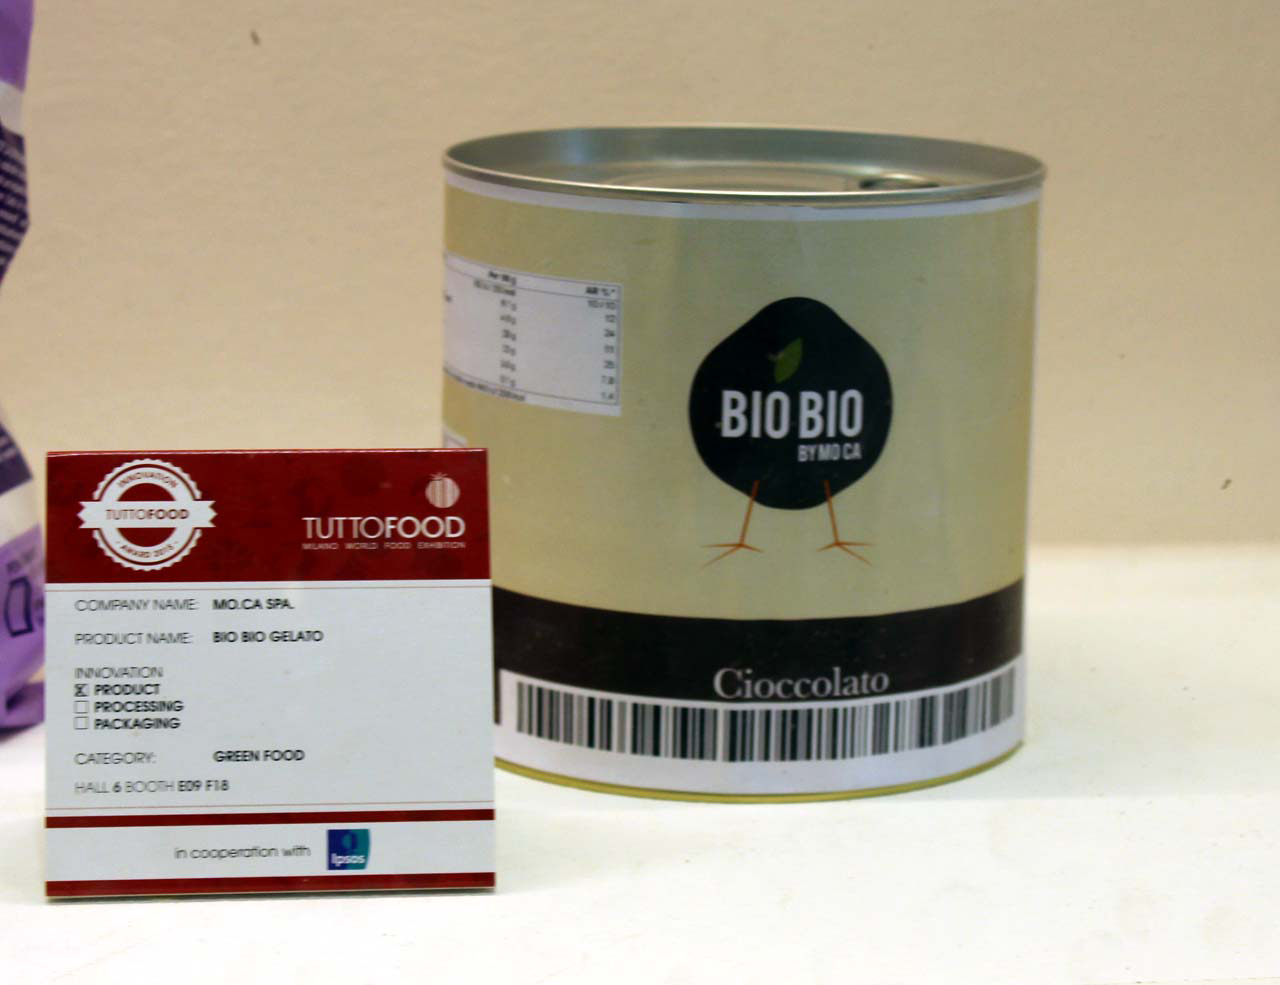 INNOVATION
TUTTOFOOD
AWARD 2015
TUTTOFOOD
MILANO WORLD FOOD EXHIBITION
COMPANY NAME: MO.CA SPA.
PRODUCT NAME: BIO BIO GELATO
INNOVATION
PRODUCT
PROCESSING
PACKAGING
CATEGORY: GREEN FOOD
HALL 6 BOOTH E09 F18
in cooperation with
Ipsos
BIO BIO
BY MO CA
Cioccolato